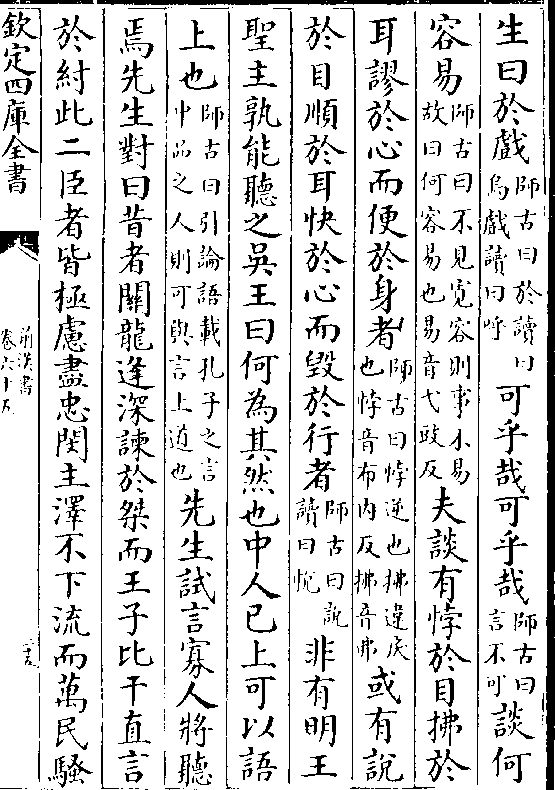 生曰於戲師古曰於讀曰烏戲讀曰呼可乎哉可乎哉師古曰言不可談何
容易師古曰不見寛容則事不易故曰何容易也易音弋豉反夫談有悖於目拂於
耳謬於心而便於身者師古曰悖逆也拂違戾也悖音布内反拂音佛或有說
於目順於耳快於心而毀於行者師古曰說讀曰恱非有明王
聖主孰能聽之吳王曰何為其然也中人已上可以語
上也師古曰引論語載孔子之言中品之人則可與言上道也先生試言寡人將聽
焉先生對曰昔者關龍逢深諫於桀而王子比干直言
於紂此二臣者皆極慮盡忠閔主澤不下流而萬民騷
欽定四庫全書
前漢書
卷六十五
二十五